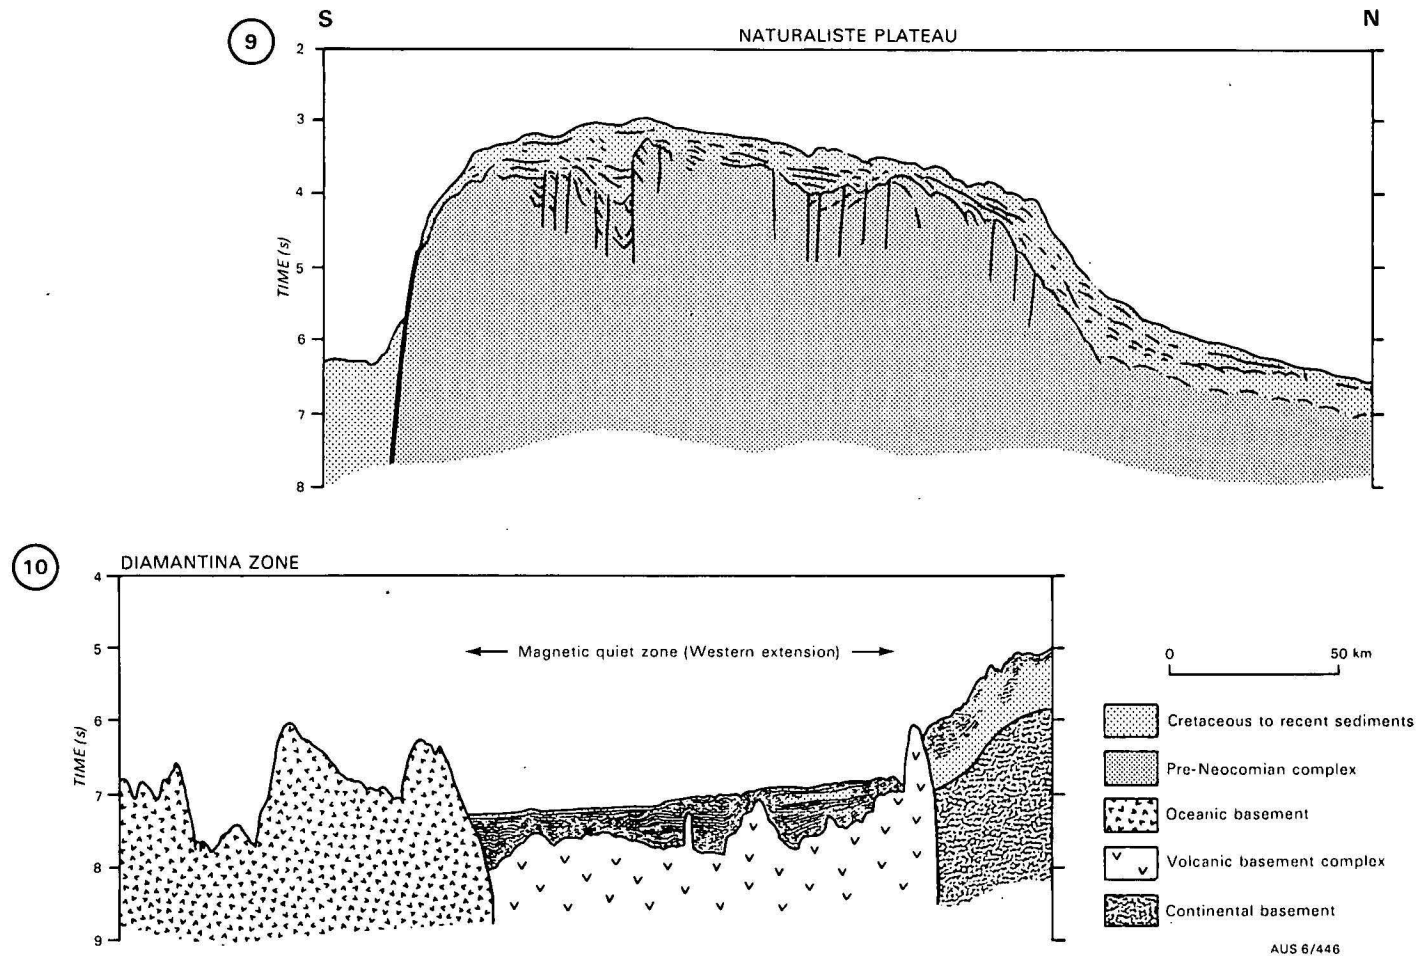 S
N
9
NATURALISTE PLATEAU
2
3
4
5
6
7
8
TIME (s)
10
DIAMANTINA ZONE
4
5
6
7
8
9
TIME (s)
Magnetic quiet zone (Western extension)
0
50 km
Cretaceous to recent sediments
Pre-Neocomian complex
Oceanic basement
Volcanic basement complex
Continental basement
AUS 6/446